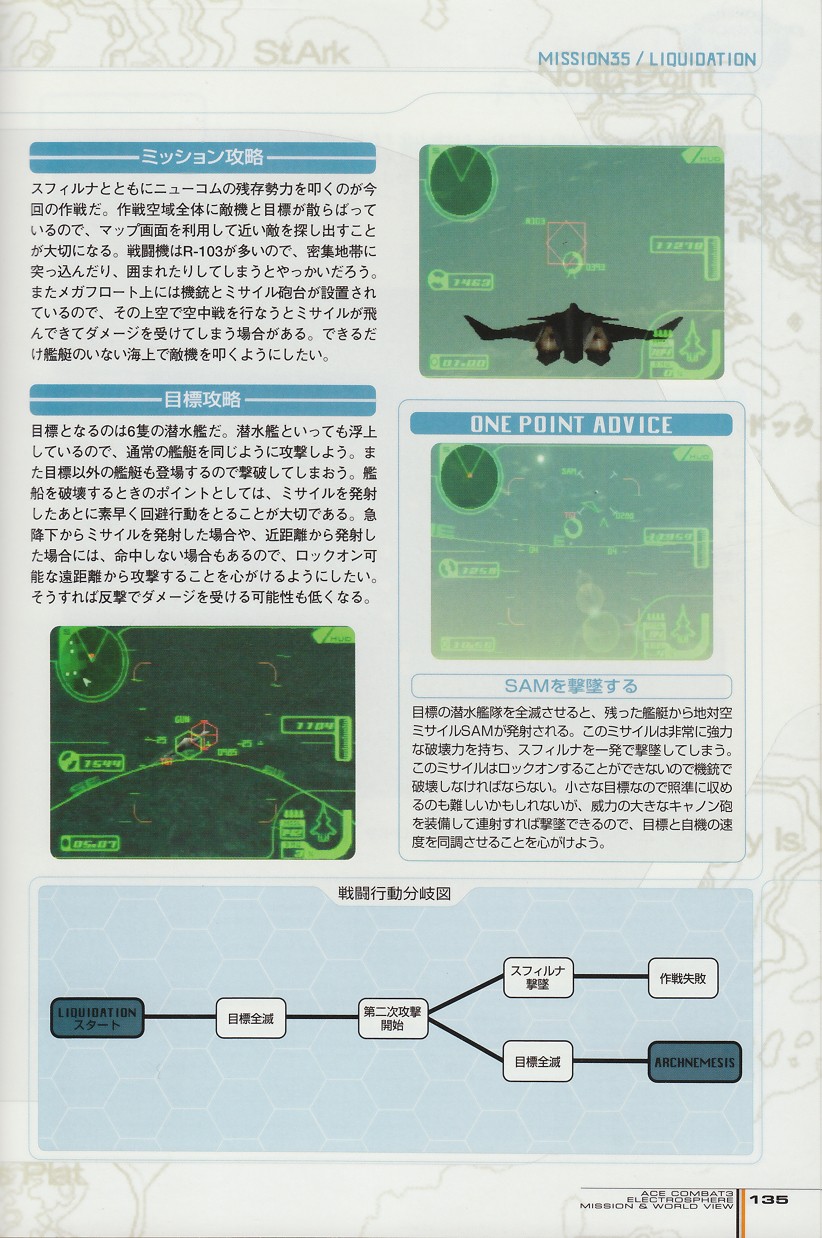 St.Ark
MISSION35 / LIQUIDATION
North Point
ミッション攻略
スフィルナとともにニューコムの残存勢力を叩くのが今
回の作戦だ。作戦空域全体に敵機と目標が散らばって
いるので、マップ画面を利用して近い敵を探し出すこと
が大切になる。戦闘機はR-103が多いので、密集地帯に
突っ込んだり、囲まれたりしてしまうとやっかいだろう。
またメガフロート上には機銃とミサイル砲台が設置され
ているので、その上空で空中戦を行なうとミサイルが飛
んできてダメージを受けてしまう場合がある。できるだ
け艦艇のいない海上で敵機を叩くようにしたい。
目標攻略
目標となるのは6隻の潜水艦だ。潜水艦といっても浮上
しているので、通常の艦艇を同じように攻撃しよう。ま
た目標以外の艦艇も登場するので撃破してしまおう。艦
船を破壊するときのポイントとしては、ミサイルを発射
したあとに素早く回避行動をとることが大切である。急
降下からミサイルを発射した場合や、近距離から発射し
た場合には、命中しない場合もあるので、ロックオン可
能な遠距離から攻撃することを心がけるようにしたい。
そうすれば反撃でダメージを受ける可能性も低くなる。
HUD
11278
1463
01:00
ONE POINT ADVICE
ドック
HUD
SAM
1258
SAMを撃墜する
目標の潜水艦隊を全滅させると、残った艦艇から地対空
ミサイルSAMが発射される。このミサイルは非常に強力
な破壊力を持ち、スフィルナを一発で撃墜してしまう。
このミサイルはロックオンすることができないので機銃で
破壊しなければならない。小さな目標なので照準に収め
るのも難しいかもしれないが、威力の大きなキャノン砲
を装備して連射すれば撃墜できるので、目標と自機の速
度を同調させることを心がけよう。
HUD
GUN
1104
-25
-25
0985
TGT
1544
05:07
y Is.
戦闘行動分岐図
LIQUIDATION
スタート
目標全滅
第二次攻撃
開始
スフィルナ
撃墜
作戦失敗
目標全滅
ARCHNEMESIS
s Plat
ACE COMBAT3
ELECTROSPHERE
MISSION & WORLD VIEW
135